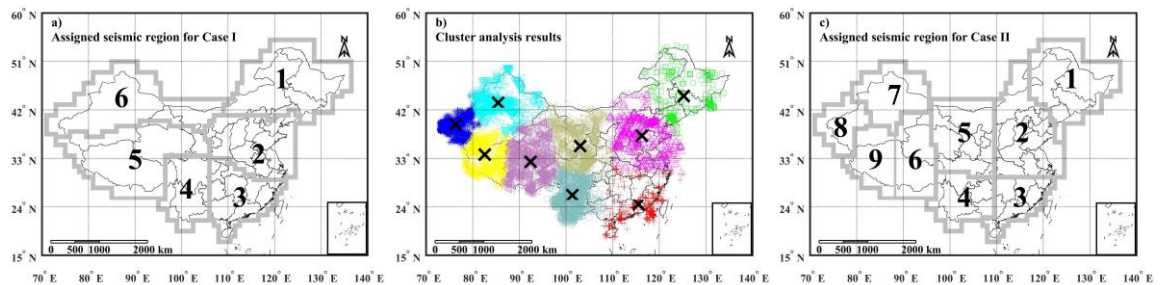 a)
Assigned seismic region for Case I
60° N
51° N
42° N
33° N
24° N
15° N
1
2
3
4
5
6
N
0 500 1000 2000 km
70° E 80° E 90° E 100° E 110° E 120° E 130° E 140° E
b)
Cluster analysis results
60° N
51° N
42° N
33° N
24° N
15° N
N
0 500 1000 2000 km
70° E 80° E 90° E 100° E 110° E 120° E 130° E 140° E
c)
Assigned seismic region for Case II
60° N
51° N
42° N
33° N
24° N
15° N
1
2
3
4
5
6
7
8
9
N
0 500 1000 2000 km
70° E 80° E 90° E 100° E 110° E 120° E 130° E 140° E